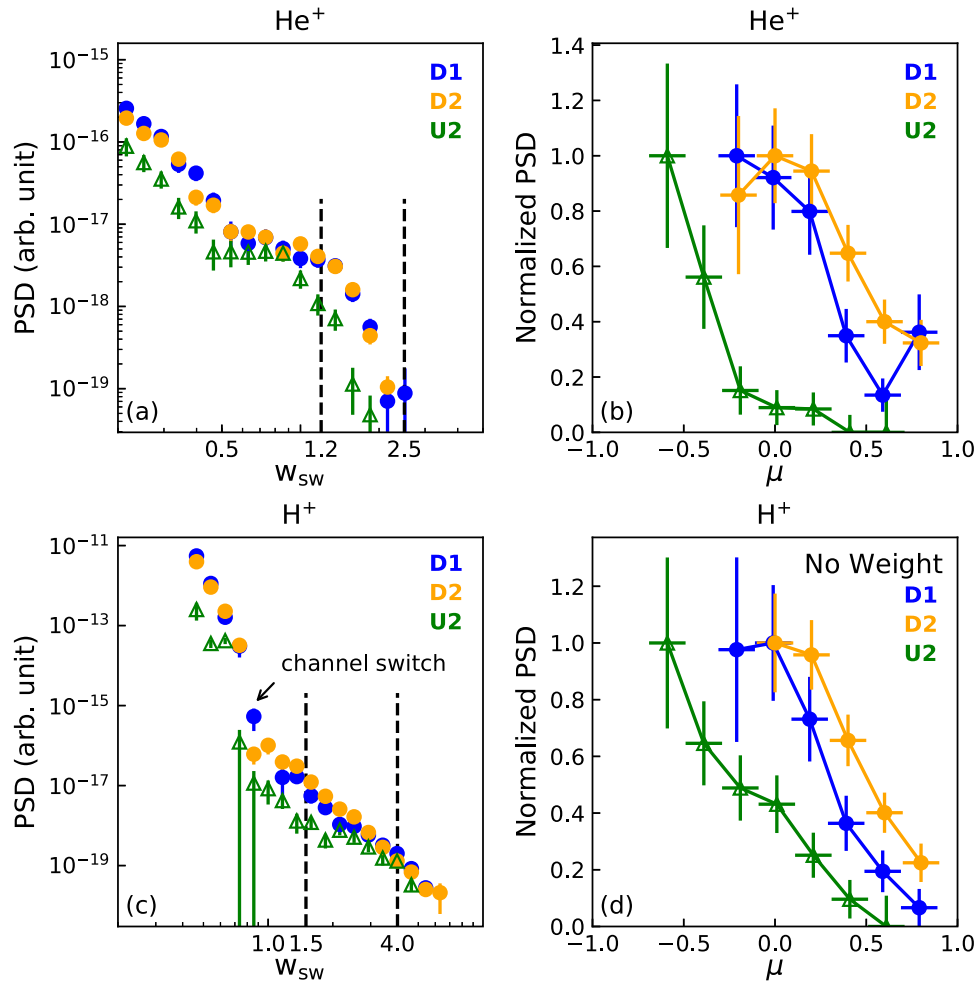 He⁺
PSD (arb. unit)
10⁻¹⁵
10⁻¹⁶
10⁻¹⁷
10⁻¹⁸
10⁻¹⁹
D1
D2
U2
(a)
0.5
1.2
2.5
w_sw
He⁺
Normalized PSD
1.4
1.2
1.0
0.8
0.6
0.4
0.2
0.0
D1
D2
U2
(b)
−1.0
−0.5
0.0
0.5
1.0
μ
H⁺
PSD (arb. unit)
10⁻¹¹
10⁻¹³
10⁻¹⁵
10⁻¹⁷
10⁻¹⁹
D1
D2
U2
channel switch
(c)
1.0
1.5
4.0
w_sw
H⁺
Normalized PSD
1.2
1.0
0.8
0.6
0.4
0.2
0.0
No Weight
D1
D2
U2
(d)
−1.0
−0.5
0.0
0.5
1.0
μ